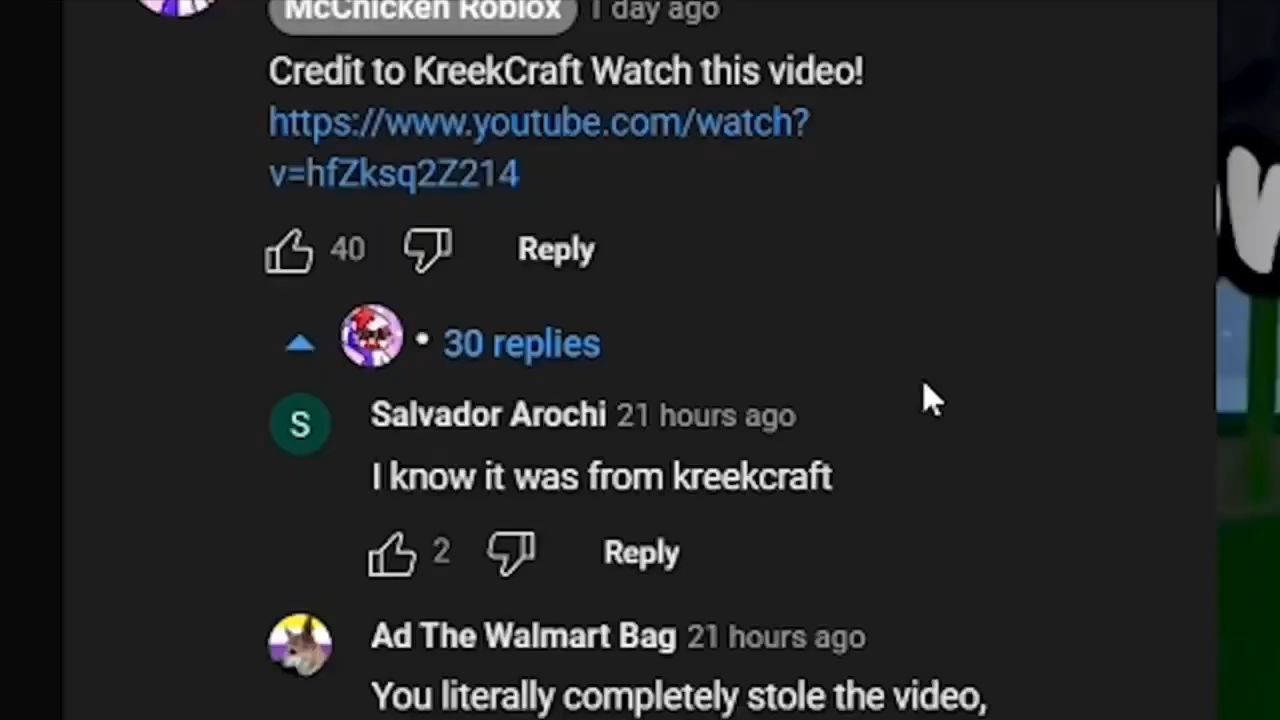 McChicken Roblox 1 day ago
Credit to KreekCraft Watch this video!
https://www.youtube.com/watch?
v=hfZksq2Z214
40 Reply
• 30 replies
S Salvador Arochi 21 hours ago
I know it was from kreekcraft
2 Reply
Ad The Walmart Bag 21 hours ago
You literally completely stole the video,